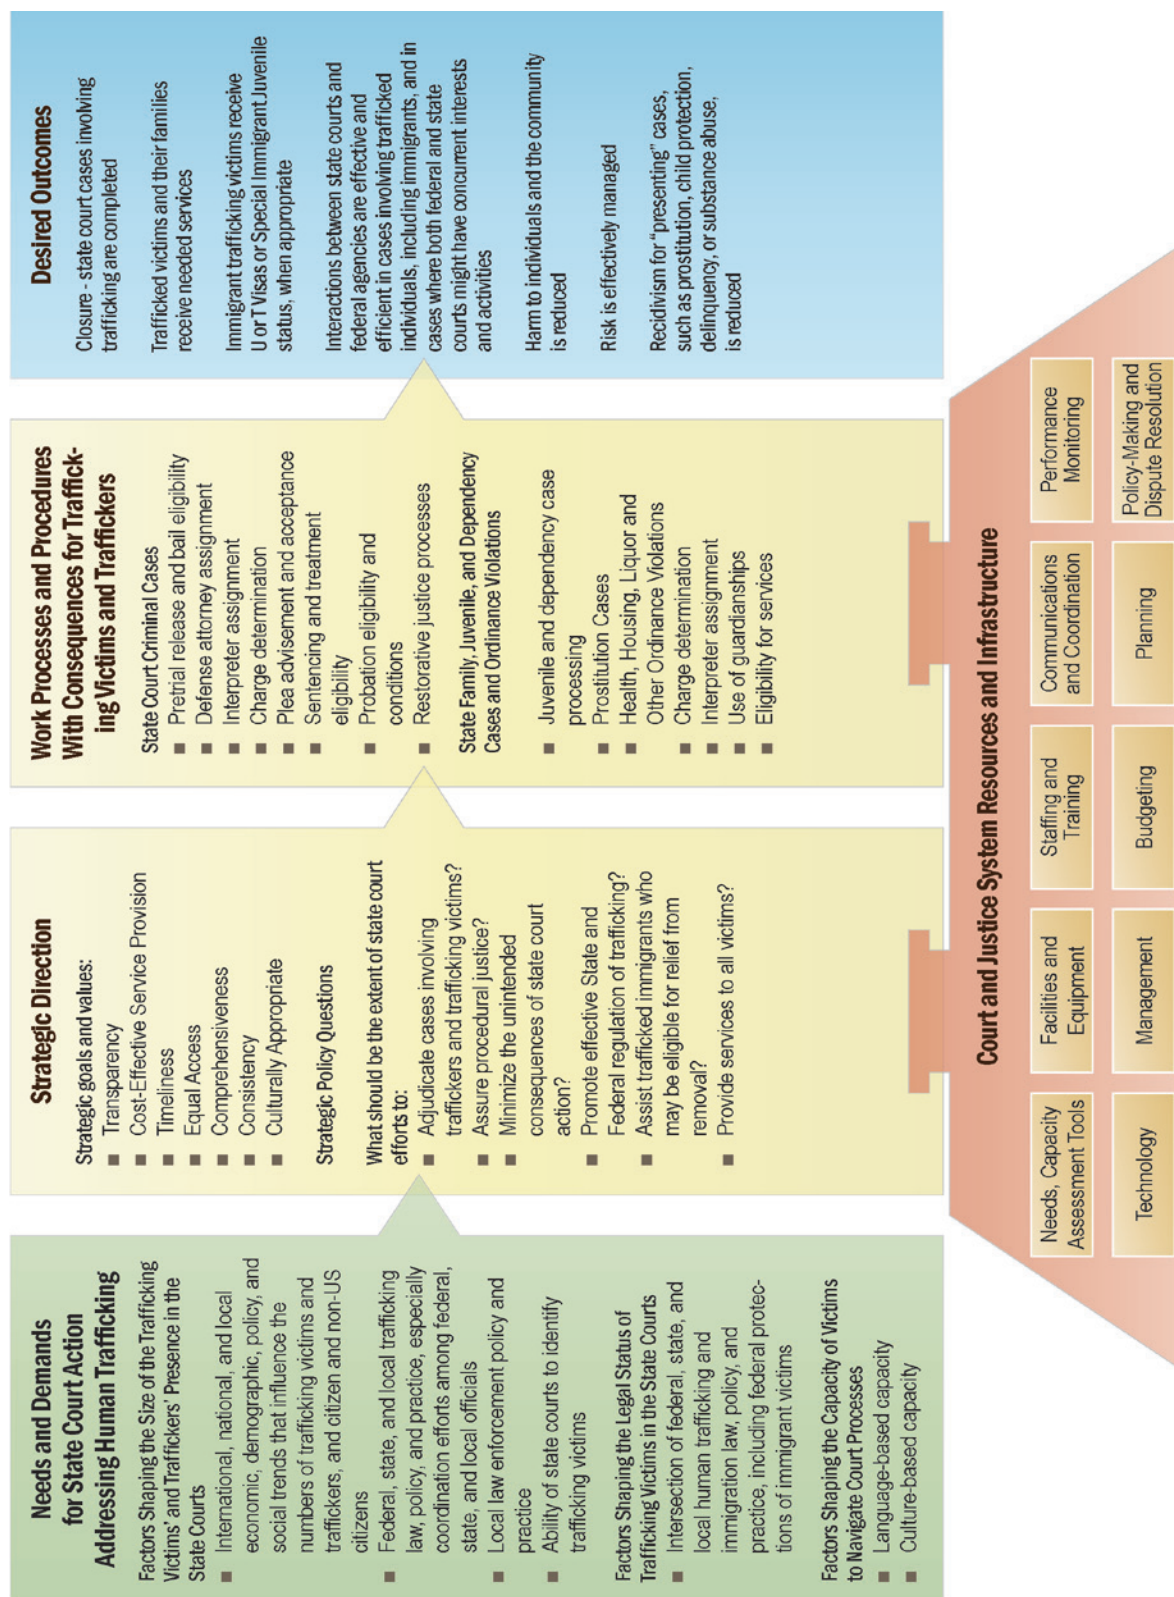 Needs and Demands
for State Court Action
Addressing Human Trafficking
Factors Shaping the Size of the Trafficking
Victims' and Traffickers' Presence in the
State Courts
■ International, national, and local
economic, demographic, policy, and
social trends that influence the
numbers of trafficking victims and
traffickers, and citizen and non-US
citizens
■ Federal, state, and local trafficking
law, policy, and practice, especially
coordination efforts among federal,
state, and local officials
■ Local law enforcement policy and
practice
■ Ability of state courts to identify
trafficking victims
Factors Shaping the Legal Status of
Trafficking Victims in the State Courts
■ Intersection of federal, state, and
local human trafficking and
immigration law, policy, and
practice, including federal protec-
tions of immigrant victims
Factors Shaping the Capacity of Victims
to Navigate Court Processes
■ Language-based capacity
■ Culture-based capacity
Strategic Direction
Strategic goals and values:
■ Transparency
■ Cost-Effective Service Provision
■ Timeliness
■ Equal Access
■ Comprehensiveness
■ Consistency
■ Culturally Appropriate
Strategic Policy Questions
What should be the extent of state court
efforts to:
■ Adjudicate cases involving
traffickers and trafficking victims?
■ Assure procedural justice?
■ Minimize the unintended
consequences of state court
action?
■ Promote effective State and
Federal regulation of trafficking?
■ Assist trafficked immigrants who
may be eligible for relief from
removal?
■ Provide services to all victims?
Work Processes and Procedures
With Consequences for Traffick-
ing Victims and Traffickers
State Court Criminal Cases
■ Pretrial release and bail eligibility
■ Defense attorney assignment
■ Interpreter assignment
■ Charge determination
■ Plea advisement and acceptance
■ Sentencing and treatment
eligibility
■ Probation eligibility and
conditions
■ Restorative justice processes
State Family, Juvenile, and Dependency
Cases and Ordinance Violations
■ Juvenile and dependency case
processing
■ Prostitution Cases
■ Health, Housing, Liquor and
Other Ordinance Violations
■ Charge determination
■ Interpreter assignment
■ Use of guardianships
■ Eligibility for services
Desired Outcomes
Closure - state court cases involving
trafficking are completed
Trafficked victims and their families
receive needed services
Immigrant trafficking victims receive
U or T Visas or Special Immigrant Juvenile
status, when appropriate
Interactions between state courts and
federal agencies are effective and
efficient in cases involving trafficked
individuals, including immigrants, and in
cases where both federal and state
courts might have concurrent interests
and activities
Harm to individuals and the community
is reduced
Risk is effectively managed
Recidivism for "presenting" cases,
such as prostitution, child protection,
delinquency, or substance abuse,
is reduced
Court and Justice System Resources and Infrastructure
Needs, Capacity
Assessment Tools
Facilities and
Equipment
Staffing and
Training
Communications
and Coordination
Performance
Monitoring
Technology
Management
Budgeting
Planning
Policy-Making and
Dispute Resolution